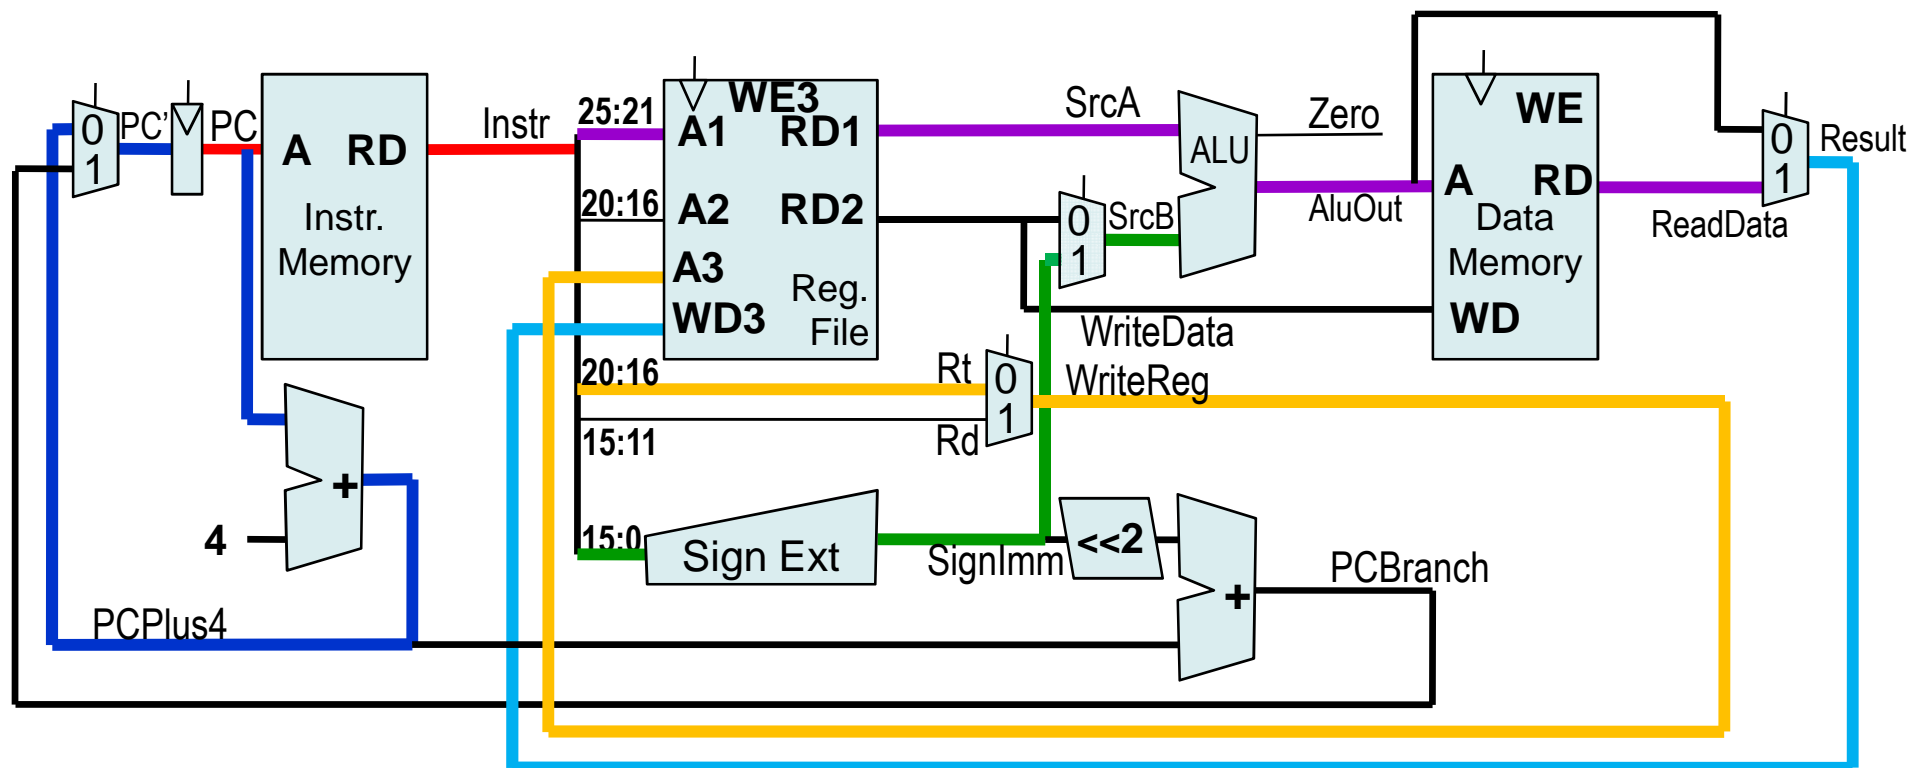 0
1
PC'
PC
A RD
Instr.
Memory
Instr
25:21
20:16
WE3
A1 RD1
A2 RD2
A3
WD3
Reg.
File
SrcA
0
1
SrcB
ALU
Zero
AluOut
WE
A RD
Data
Memory
WD
ReadData
0
1
Result
WriteData
20:16
Rt
0
1
WriteReg
15:11
Rd
+
4
15:0
Sign Ext
SignImm
<<2
+
PCBranch
PCPlus4